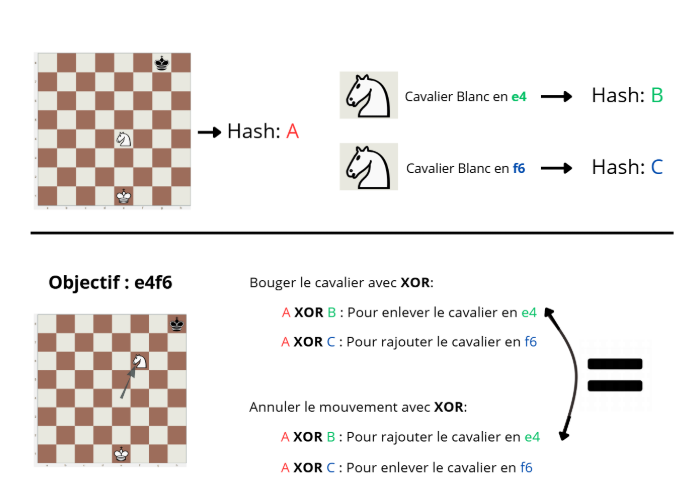 Hash: A
Cavalier Blanc en e4
Hash: B
Cavalier Blanc en f6
Hash: C
Objectif : e4f6
Bouger le cavalier avec XOR:
A XOR B : Pour enlever le cavalier en e4
A XOR C : Pour rajouter le cavalier en f6
Annuler le mouvement avec XOR:
A XOR B : Pour rajouter le cavalier en e4
A XOR C : Pour enlever le cavalier en f6